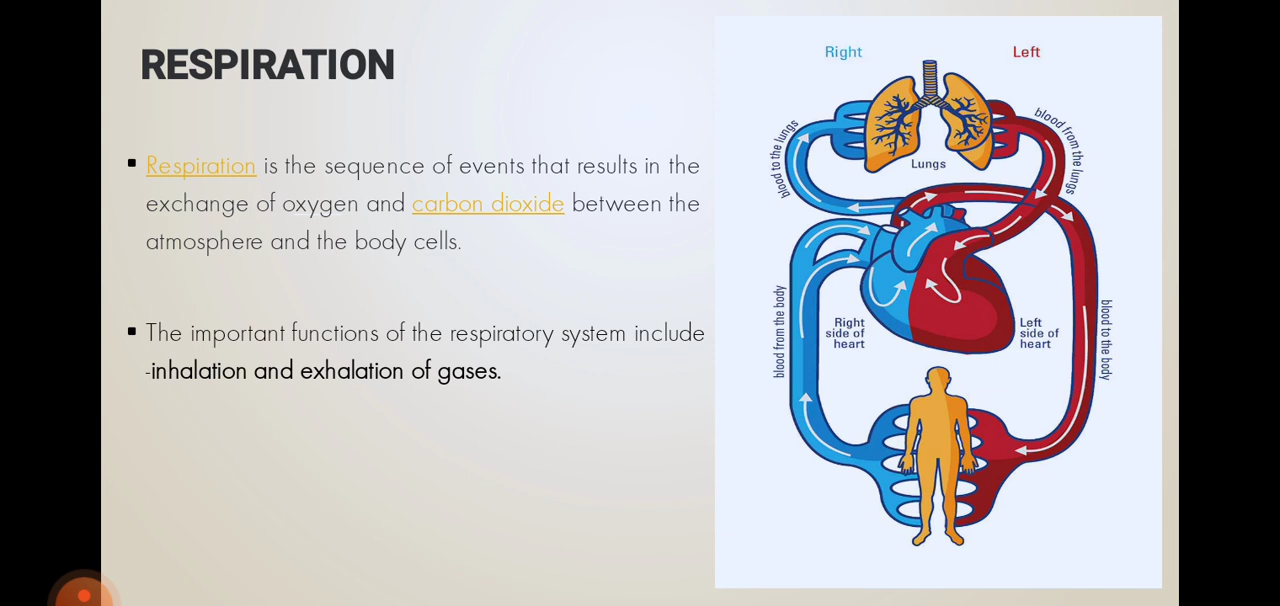 RESPIRATION
Respiration is the sequence of events that results in the
exchange of oxygen and carbon dioxide between the
atmosphere and the body cells.
The important functions of the respiratory system include
-inhalation and exhalation of gases.
Right
Left
blood to the lungs
blood from the lungs
Lungs
blood from the body
Right
side of
heart
Left
side of
heart
blood to the body